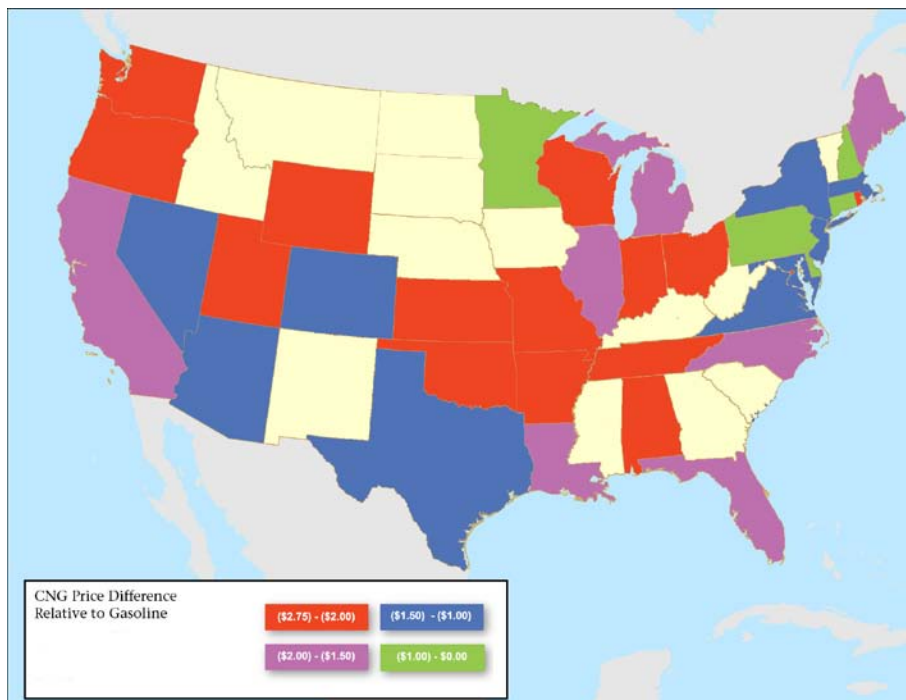 CNG Price Difference
Relative to Gasoline
($2.75) - ($2.00)
($1.50) - ($1.00)
($2.00) - ($1.50)
($1.00) - $0.00